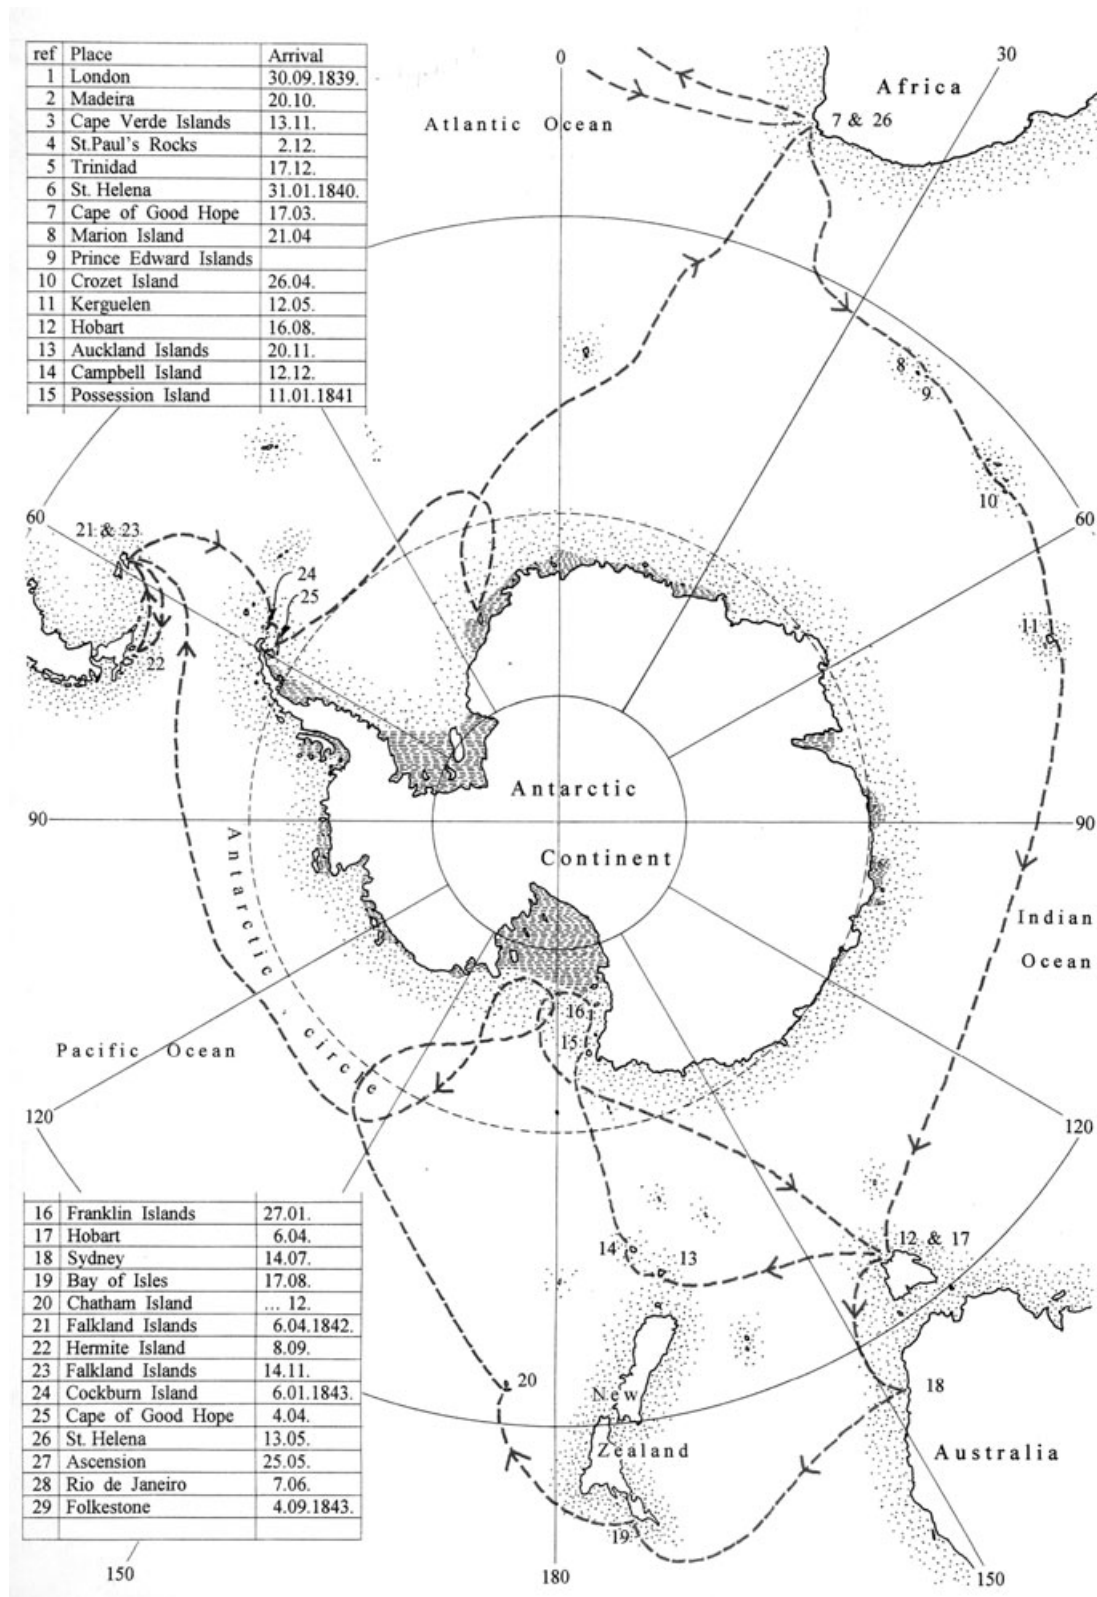 ref Place Arrival
1 London 30.09.1839.
2 Madeira 20.10.
3 Cape Verde Islands 13.11.
4 St.Paul's Rocks 2.12.
5 Trinidad 17.12.
6 St. Helena 31.01.1840.
7 Cape of Good Hope 17.03.
8 Marion Island 21.04
9 Prince Edward Islands
10 Crozet Island 26.04.
11 Kerguelen 12.05.
12 Hobart 16.08.
13 Auckland Islands 20.11.
14 Campbell Island 12.12.
15 Possession Island 11.01.1841
0
30
Africa
Atlantic Ocean
7 & 26
8
9
10
60
60
21 & 23
24
25
11
22
Antarctic
90
90
Continent
Antarctic circle
Indian
Ocean
16
15
Pacific Ocean
120
120
12 & 17
14
13
16 Franklin Islands 27.01.
17 Hobart 6.04.
18 Sydney 14.07.
19 Bay of Isles 17.08.
20 Chatham Island ... 12.
21 Falkland Islands 6.04.1842.
22 Hermite Island 8.09.
23 Falkland Islands 14.11.
24 Cockburn Island 6.01.1843.
25 Cape of Good Hope 4.04.
26 St. Helena 13.05.
27 Ascension 25.05.
28 Rio de Janeiro 7.06.
29 Folkestone 4.09.1843.
20
18
New
Zealand
Australia
19
150
180
150